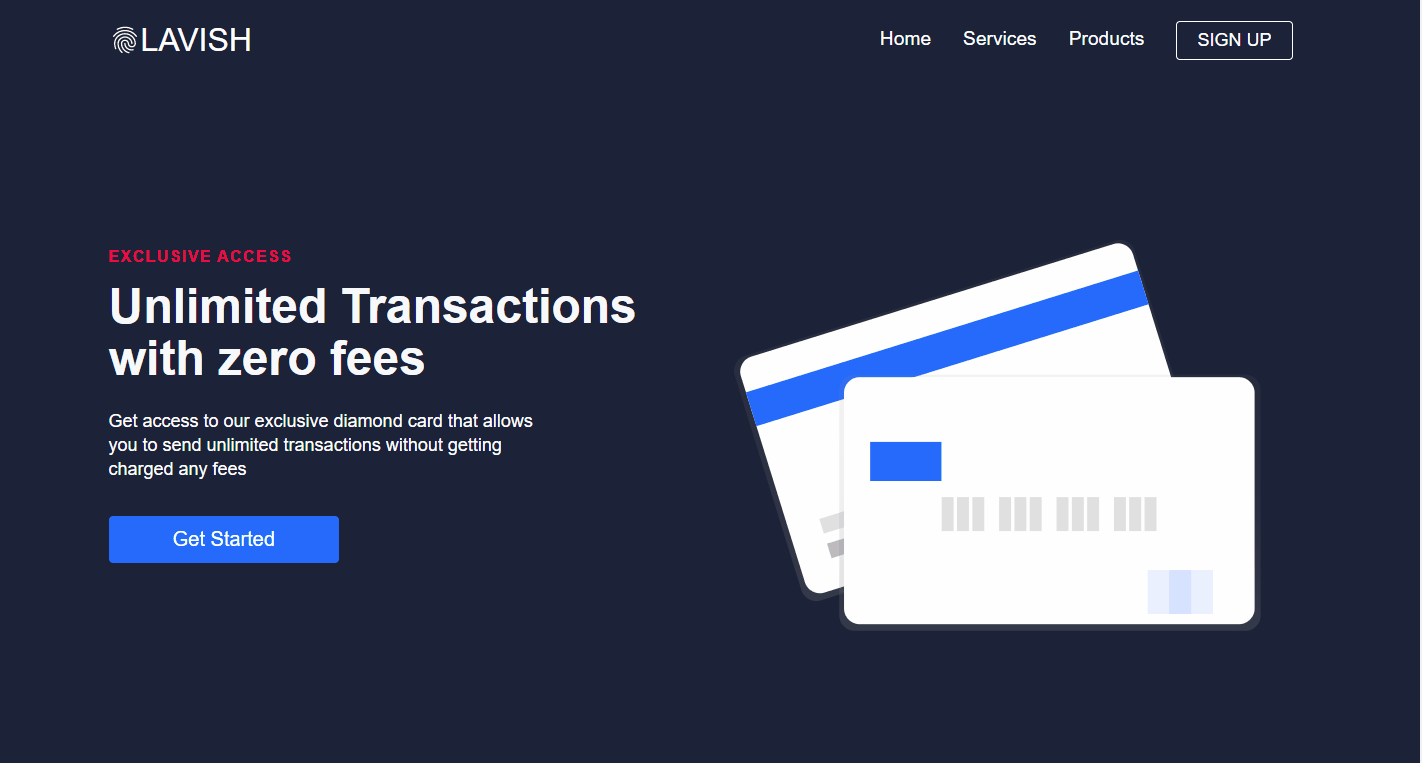 LAVISH
Home Services Products SIGN UP
EXCLUSIVE ACCESS
Unlimited Transactions
with zero fees
Get access to our exclusive diamond card that allows
you to send unlimited transactions without getting
charged any fees
Get Started